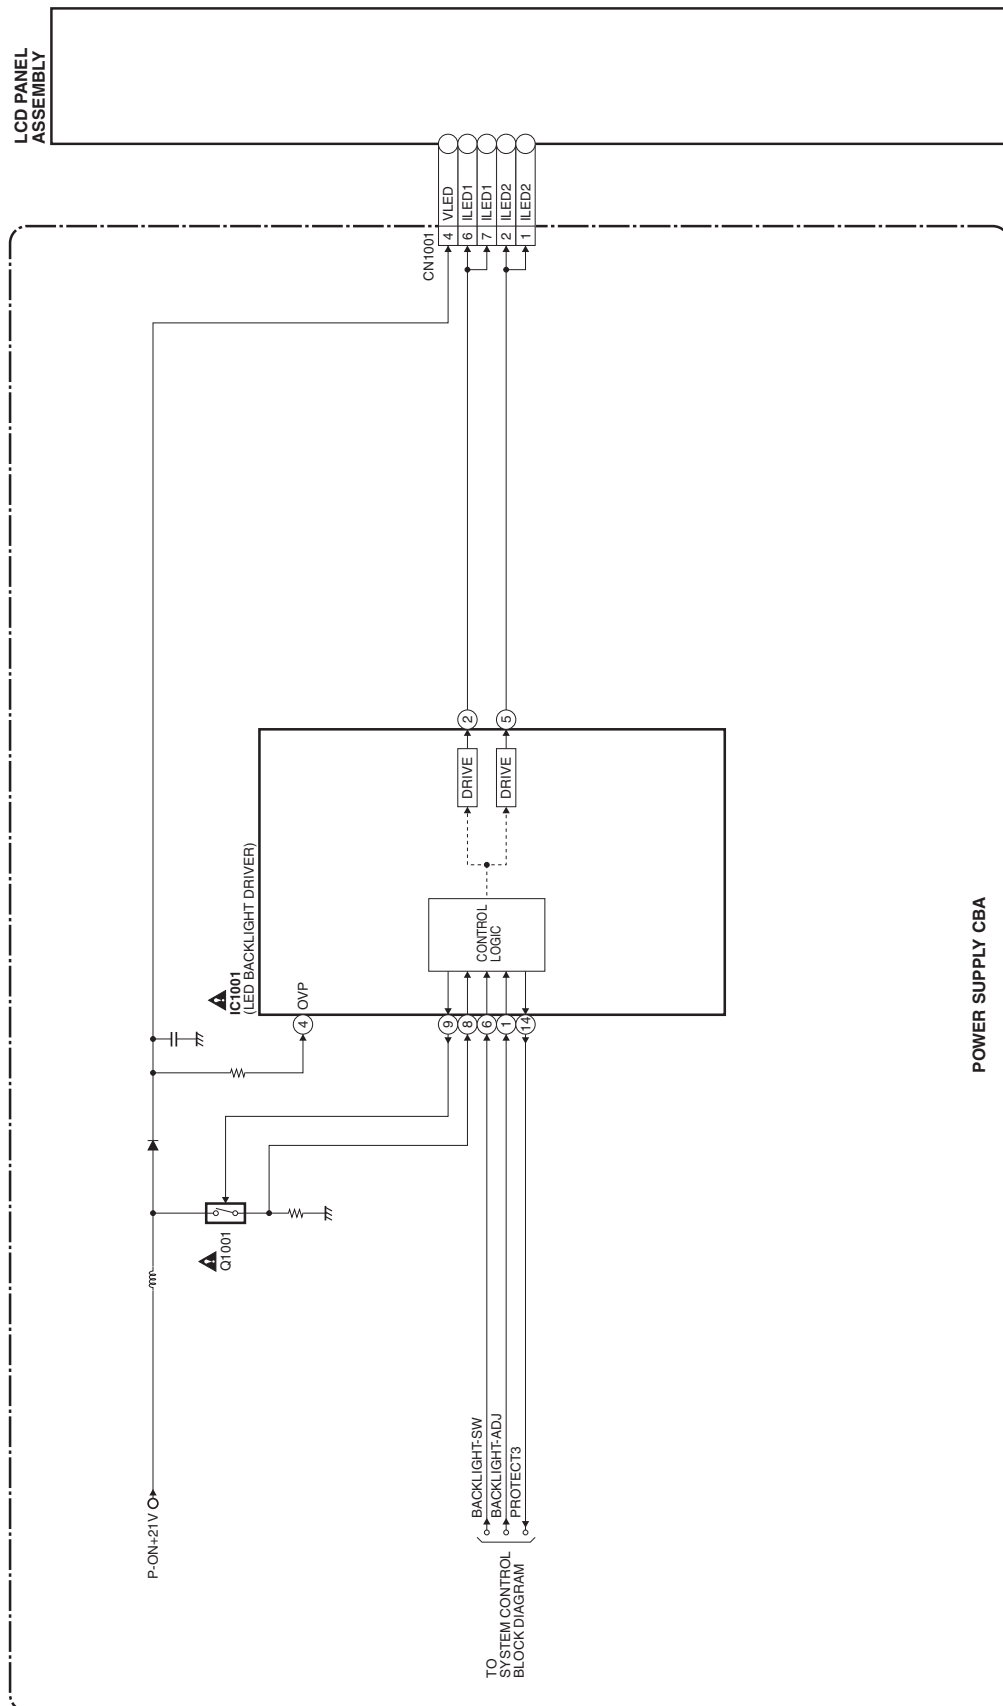 LCD PANEL
ASSEMBLY
CN1001
4 VLED
6 ILED1
7 ILED1
2 ILED2
1 ILED2
IC1001
(LED BACKLIGHT DRIVER)
4 OVP
9
8
6
1
14
CONTROL
LOGIC
DRIVE
DRIVE
2
5
Q1001
P-ON+21V
BACKLIGHT-SW
BACKLIGHT-ADJ
PROTECT3
TO
SYSTEM CONTROL
BLOCK DIAGRAM
POWER SUPPLY CBA